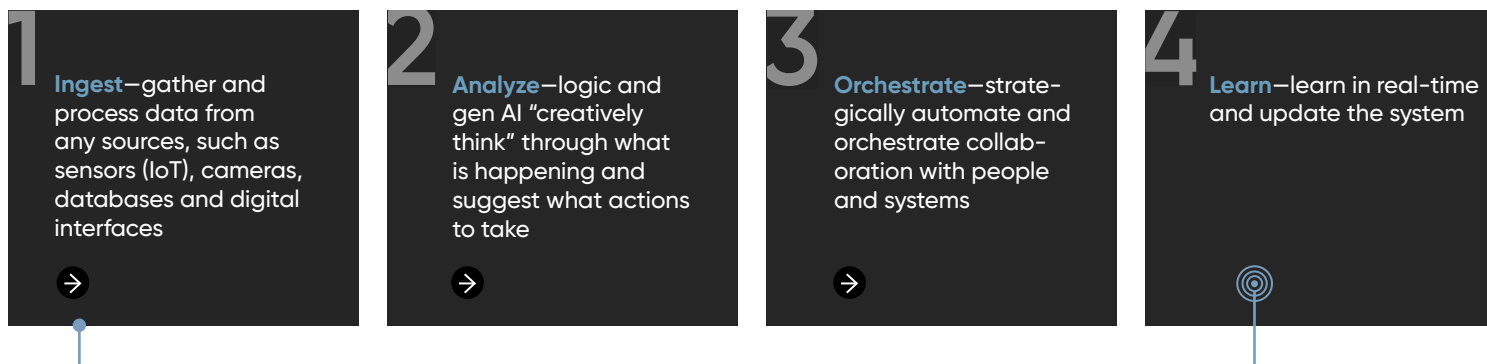 1
Ingest—gather and
process data from
any sources, such as
sensors (IoT), cameras,
databases and digital
interfaces
2
Analyze—logic and
gen AI “creatively
think” through what
is happening and
suggest what actions
to take
3
Orchestrate—strate-
gically automate and
orchestrate collab-
oration with people
and systems
4
Learn—learn in real-time
and update the system